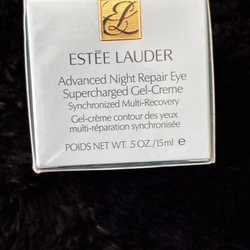 ESTĒE LAUDER
Advanced Night Repair Eye
Supercharged Gel-Creme
Synchronized Multi-Recovery
Gel-crème contour des yeux
multi-réparation synchronisée
POIDS NET WT. .5 OZ./15ml e